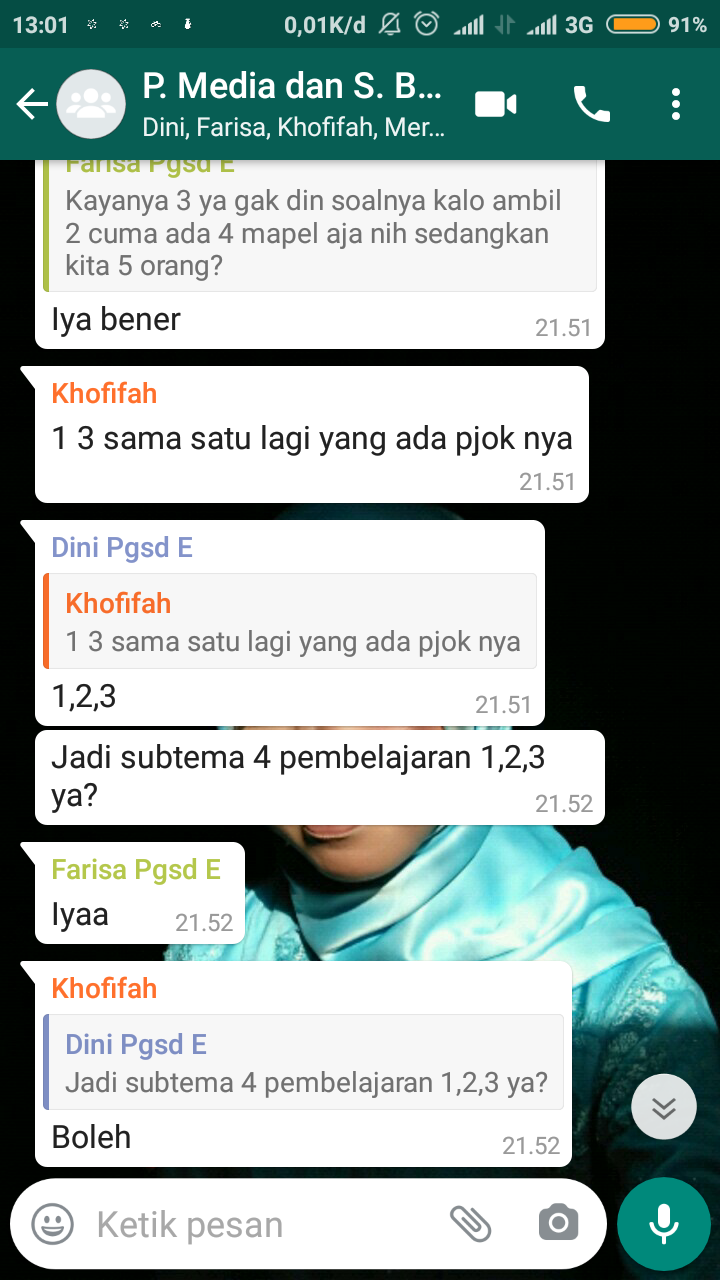 13:01 0,01K/d 3G 91%
P. Media dan S. B...
Dini, Farisa, Khofifah, Mer...
Farisa Pgsd E
Kayanya 3 ya gak din soalnya kalo ambil
2 cuma ada 4 mapel aja nih sedangkan
kita 5 orang?
Iya bener
21.51
Khofifah
1 3 sama satu lagi yang ada pjok nya
21.51
Dini Pgsd E
Khofifah
1 3 sama satu lagi yang ada pjok nya
1,2,3
21.51
Jadi subtema 4 pembelajaran 1,2,3
ya?
21.52
Farisa Pgsd E
Iyaa
21.52
Khofifah
Dini Pgsd E
Jadi subtema 4 pembelajaran 1,2,3 ya?
Boleh
21.52
Ketik pesan